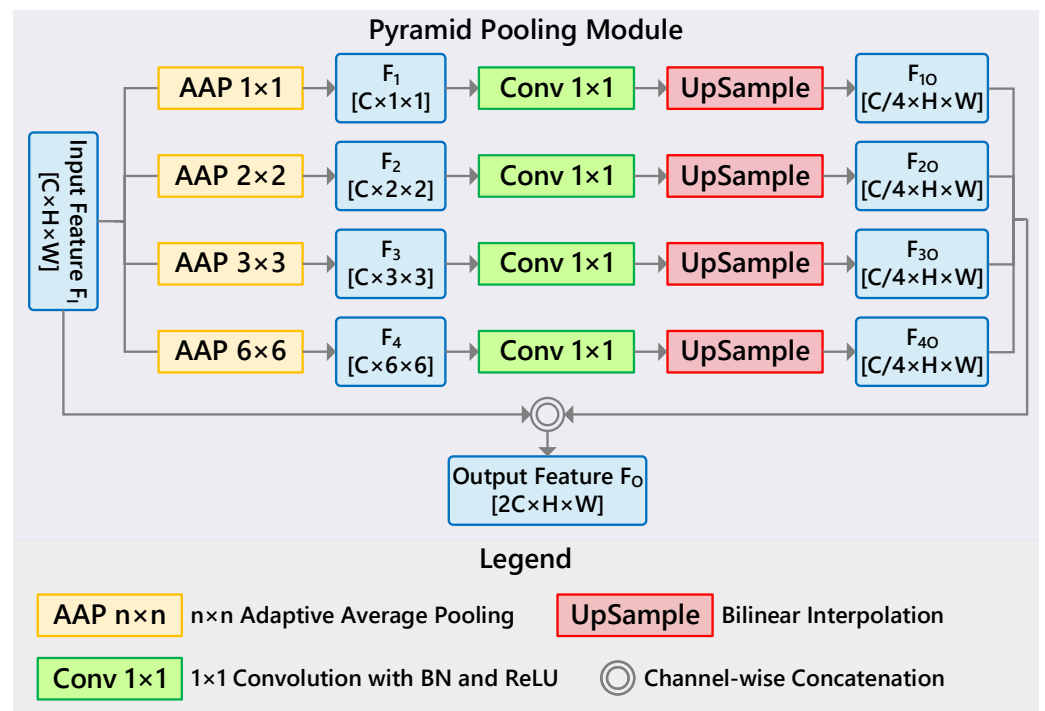 Pyramid Pooling Module
Input Feature F_I
[C×H×W]
AAP 1×1
F₁
[C×1×1]
Conv 1×1
UpSample
F₁O
[C/4×H×W]
AAP 2×2
F₂
[C×2×2]
Conv 1×1
UpSample
F₂O
[C/4×H×W]
AAP 3×3
F₃
[C×3×3]
Conv 1×1
UpSample
F₃O
[C/4×H×W]
AAP 6×6
F₄
[C×6×6]
Conv 1×1
UpSample
F₄O
[C/4×H×W]
Output Feature F_O
[2C×H×W]
Legend
AAP n×n
n×n Adaptive Average Pooling
UpSample
Bilinear Interpolation
Conv 1×1
1×1 Convolution with BN and ReLU
Channel-wise Concatenation